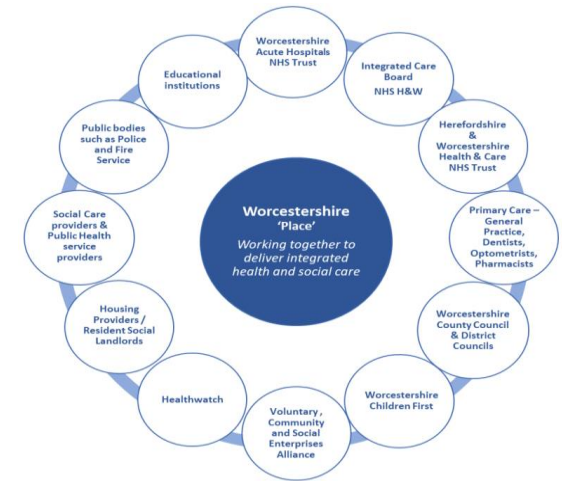 Worcestershire
Acute Hospitals
NHS Trust
Integrated Care
Board
NHS H&W
Herefordshire
&
Worcestershire
Health & Care
NHS Trust
Primary Care –
General
Practice,
Dentists,
Optometrists,
Pharmacists
Worcestershire
County Council
& District
Councils
Worcestershire
Children First
Voluntary ,
Community
and Social
Enterprises
Alliance
Healthwatch
Housing
Providers /
Resident Social
Landlords
Social Care
providers &
Public Health
service
providers
Public bodies
such as Police
and Fire
Service
Educational
institutions
Worcestershire
‘Place’
Working together to
deliver integrated
health and social care